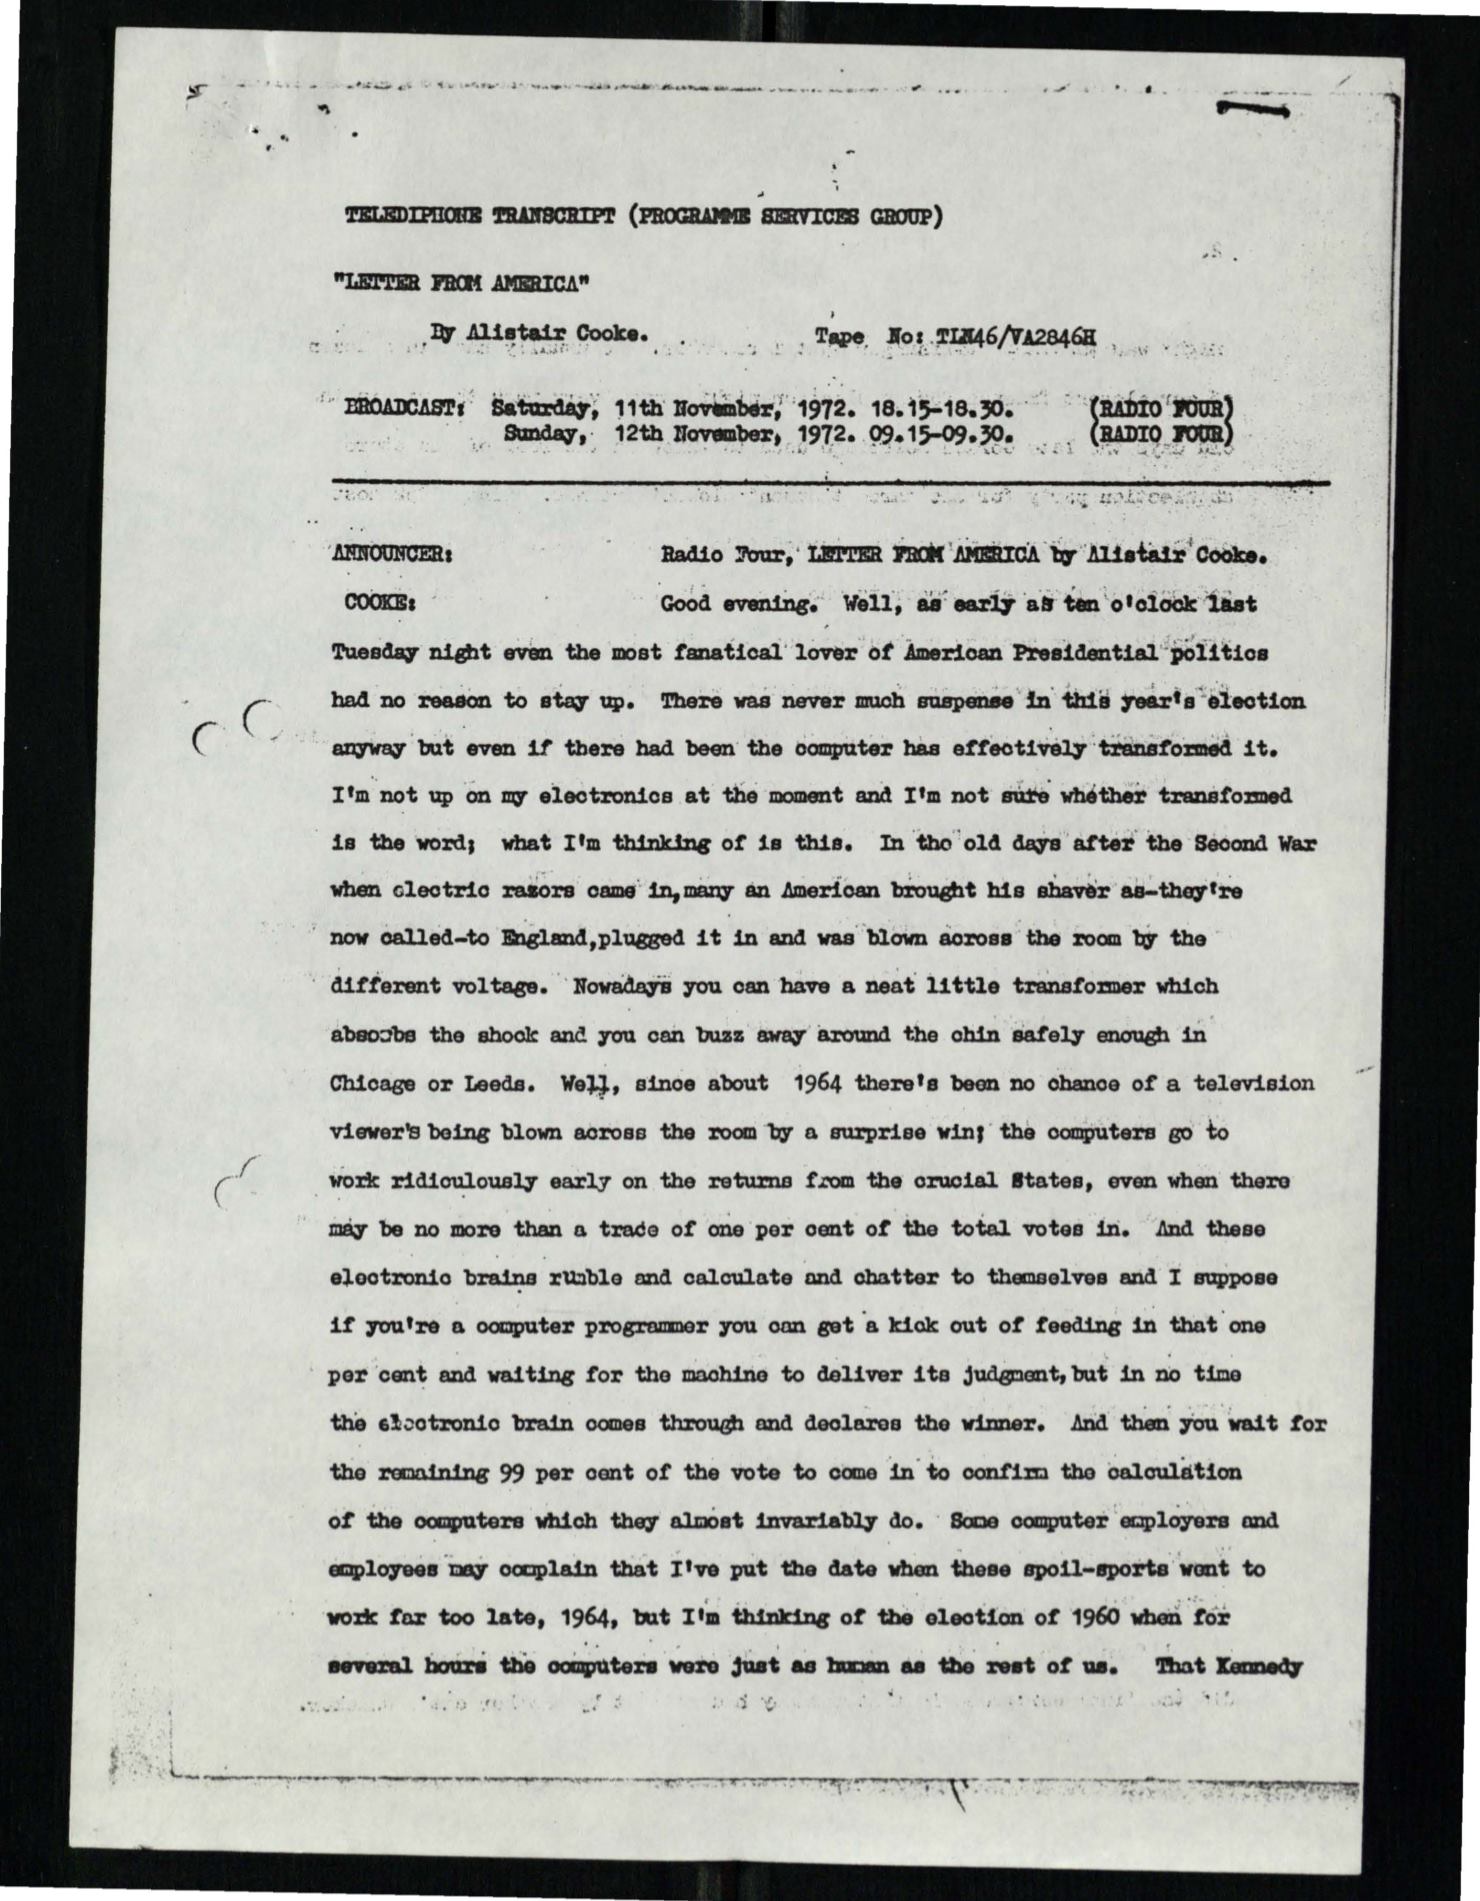 TELEDIPHONE TRANSCRIPT (PROGRAMME SERVICES GROUP)
"LETTER FROM AMERICA"
By Alistair Cooke. Tape No: TLN46/VA2846H
BROADCAST: Saturday, 11th November, 1972. 18.15-18.30. (RADIO FOUR)
Sunday, 12th November, 1972. 09.15-09.30. (RADIO FOUR)
ANNOUNCER: Radio Four, LETTER FROM AMERICA by Alistair Cooke.
COOKE: Good evening. Well, as early as ten o'clock last
Tuesday night even the most fanatical lover of American Presidential politics
had no reason to stay up. There was never much suspense in this year's election
anyway but even if there had been the computer has effectively transformed it.
I'm not up on my electronics at the moment and I'm not sure whether transformed
is the word; what I'm thinking of is this. In the old days after the Second War
when electric razors came in,many an American brought his shaver as-they're
now called-to England,plugged it in and was blown across the room by the
different voltage. Nowadays you can have a neat little transformer which
absorbs the shock and you can buzz away around the chin safely enough in
Chicago or Leeds. Well, since about 1964 there's been no chance of a television
viewer's being blown across the room by a surprise win; the computers go to
work ridiculously early on the returns from the crucial States, even when there
may be no more than a trace of one per cent of the total votes in. And these
electronic brains rumble and calculate and chatter to themselves and I suppose
if you're a computer programmer you can get a kick out of feeding in that one
per cent and waiting for the machine to deliver its judgment,but in no time
the electronic brain comes through and declares the winner. And then you wait for
the remaining 99 per cent of the vote to come in to confirm the calculation
of the computers which they almost invariably do. Some computer employers and
employees may complain that I've put the date when these spoil-sports went to
work far too late, 1964, but I'm thinking of the election of 1960 when for
several hours the computers were just as human as the rest of us. That Kennedy